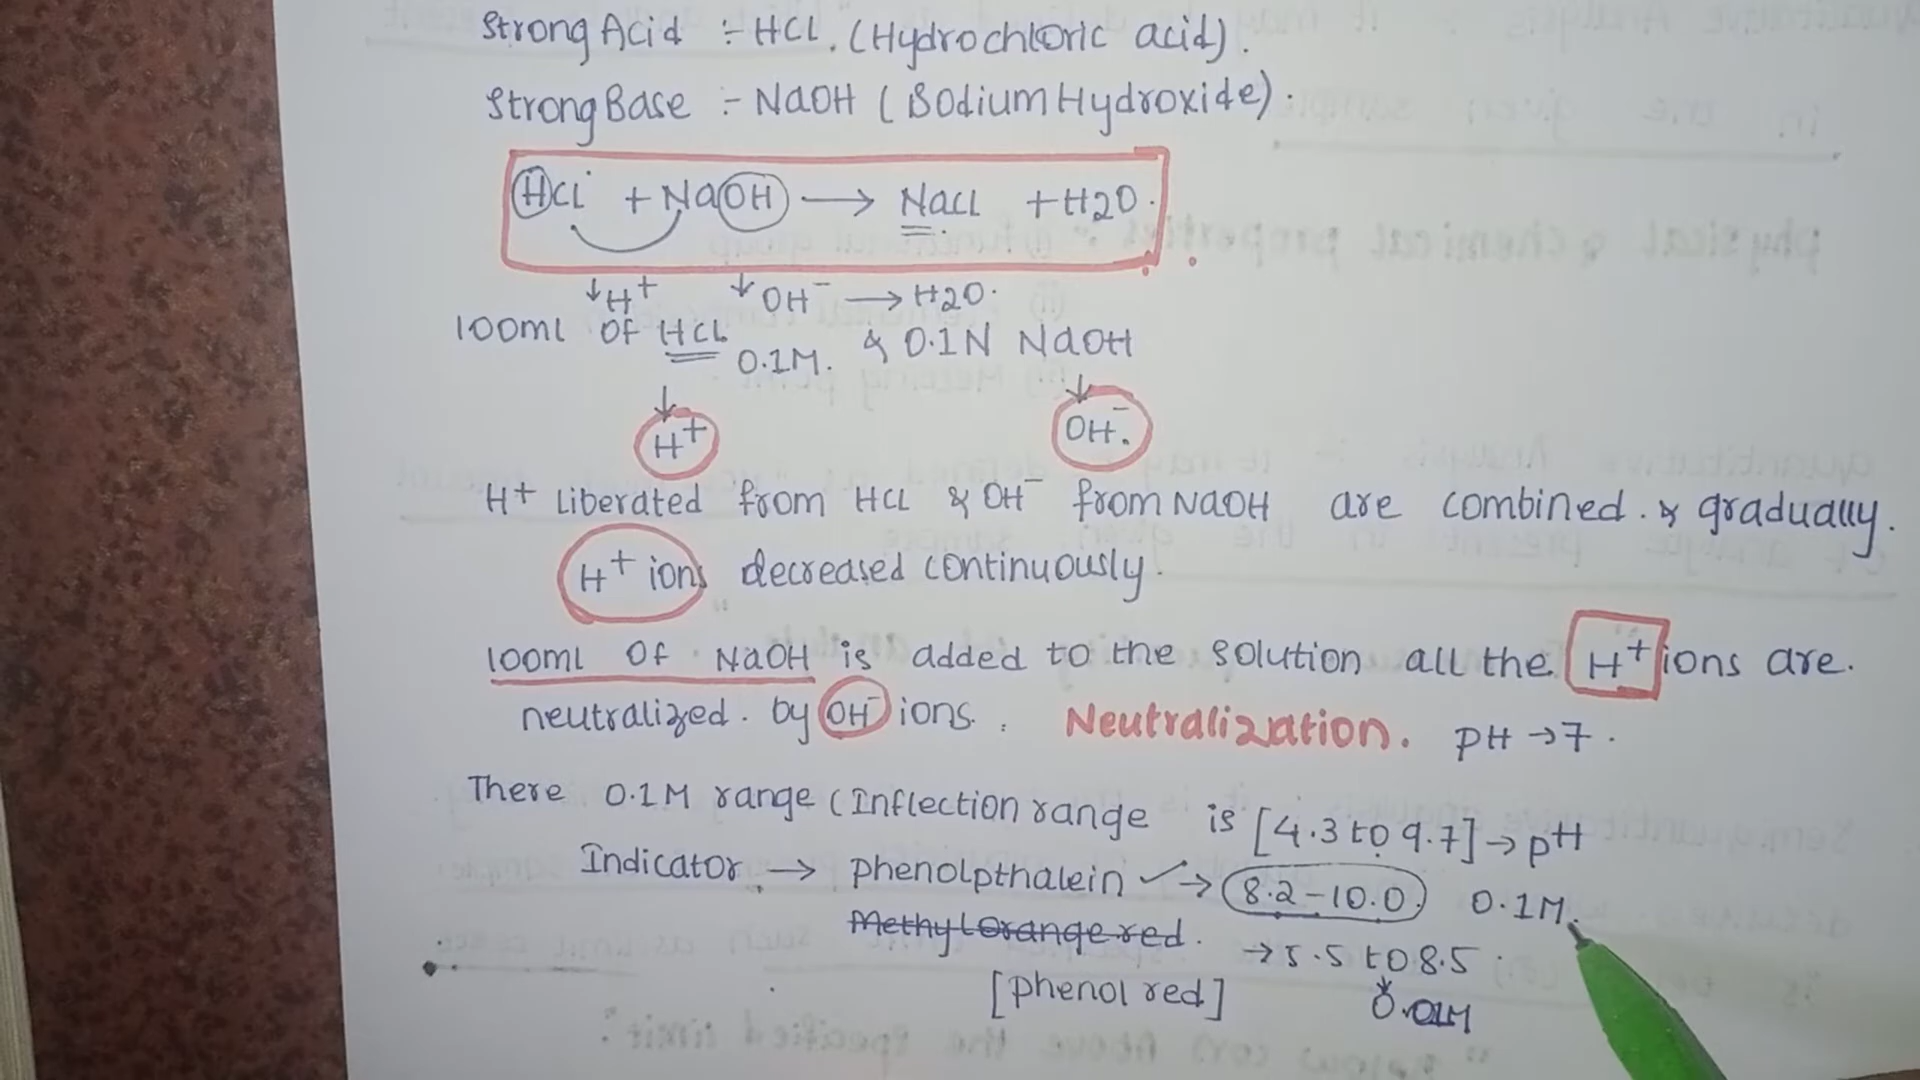 Strong Acid :- HCl. (Hydrochloric acid).
Strong Base :- NaOH (Sodium Hydroxide).
HCl + NaOH → NaCl + H2O.
↓H+ ↓OH- → H2O.
100ml of HCl 0.1M. & 0.1N NaOH
↓ ↓
H+ OH-.
H+ Liberated from HCl & OH- from NaOH are combined. & gradually.
H+ ions decreased continuously.
100ml of NaOH is added to the solution all the H+ ions are.
neutralized. by OH- ions. Neutralization. pH → 7.
There 0.1M range (Inflection range is [4.3 to 9.7] → pH
Indicator → phenolpthalein ✓→ 8.2-10.0 0.1M.
Methyl orange red. → 5.5 to 8.5
[phenol red] 0.01M